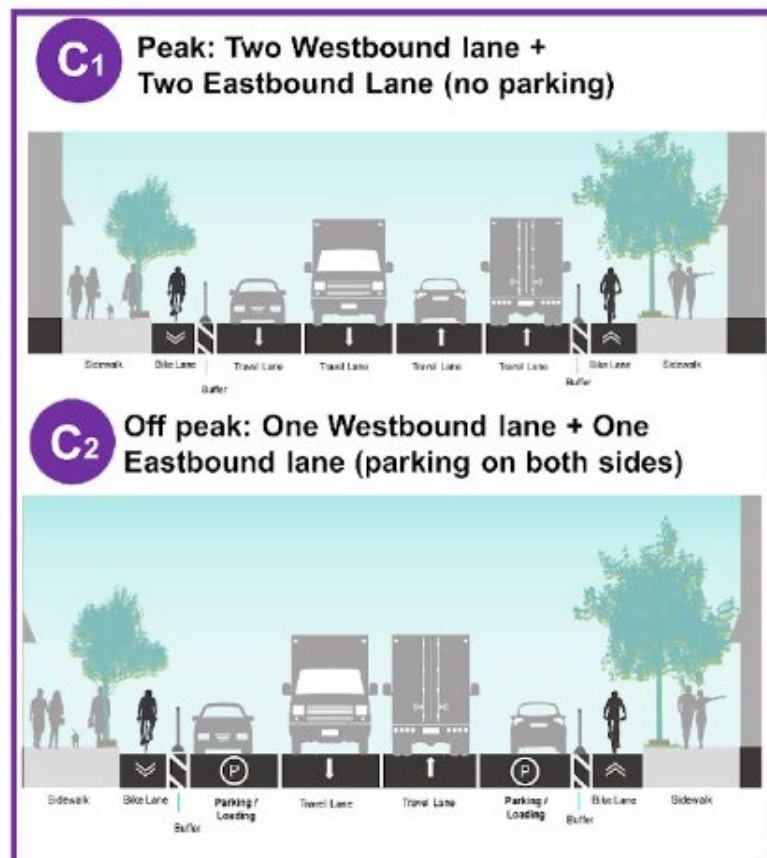 C1
Peak: Two Westbound lane +
Two Eastbound Lane (no parking)
Sidewalk Bike Lane Travel Lane Travel Lane Travel Lane Travel Lane Bike Lane Sidewalk
Buffer Buffer
C2
Off peak: One Westbound lane + One
Eastbound lane (parking on both sides)
P P
Sidewalk Bike Lane Parking / Travel Lane Travel Lane Parking / Bike Lane Sidewalk
Loading Loading
Buffer Buffer